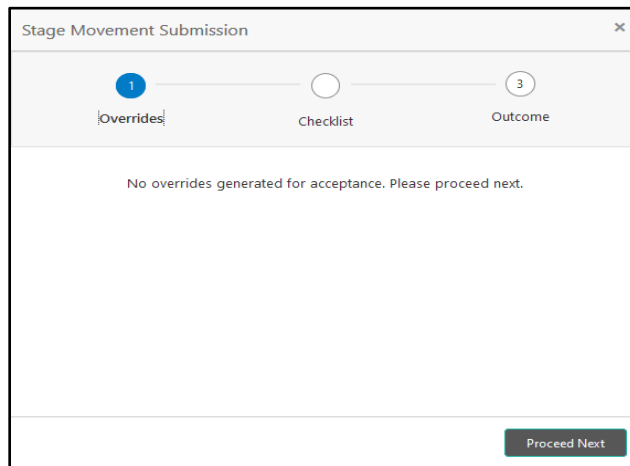 Stage Movement Submission ×
1 3
Overrides Checklist Outcome
No overrides generated for acceptance. Please proceed next.
Proceed Next